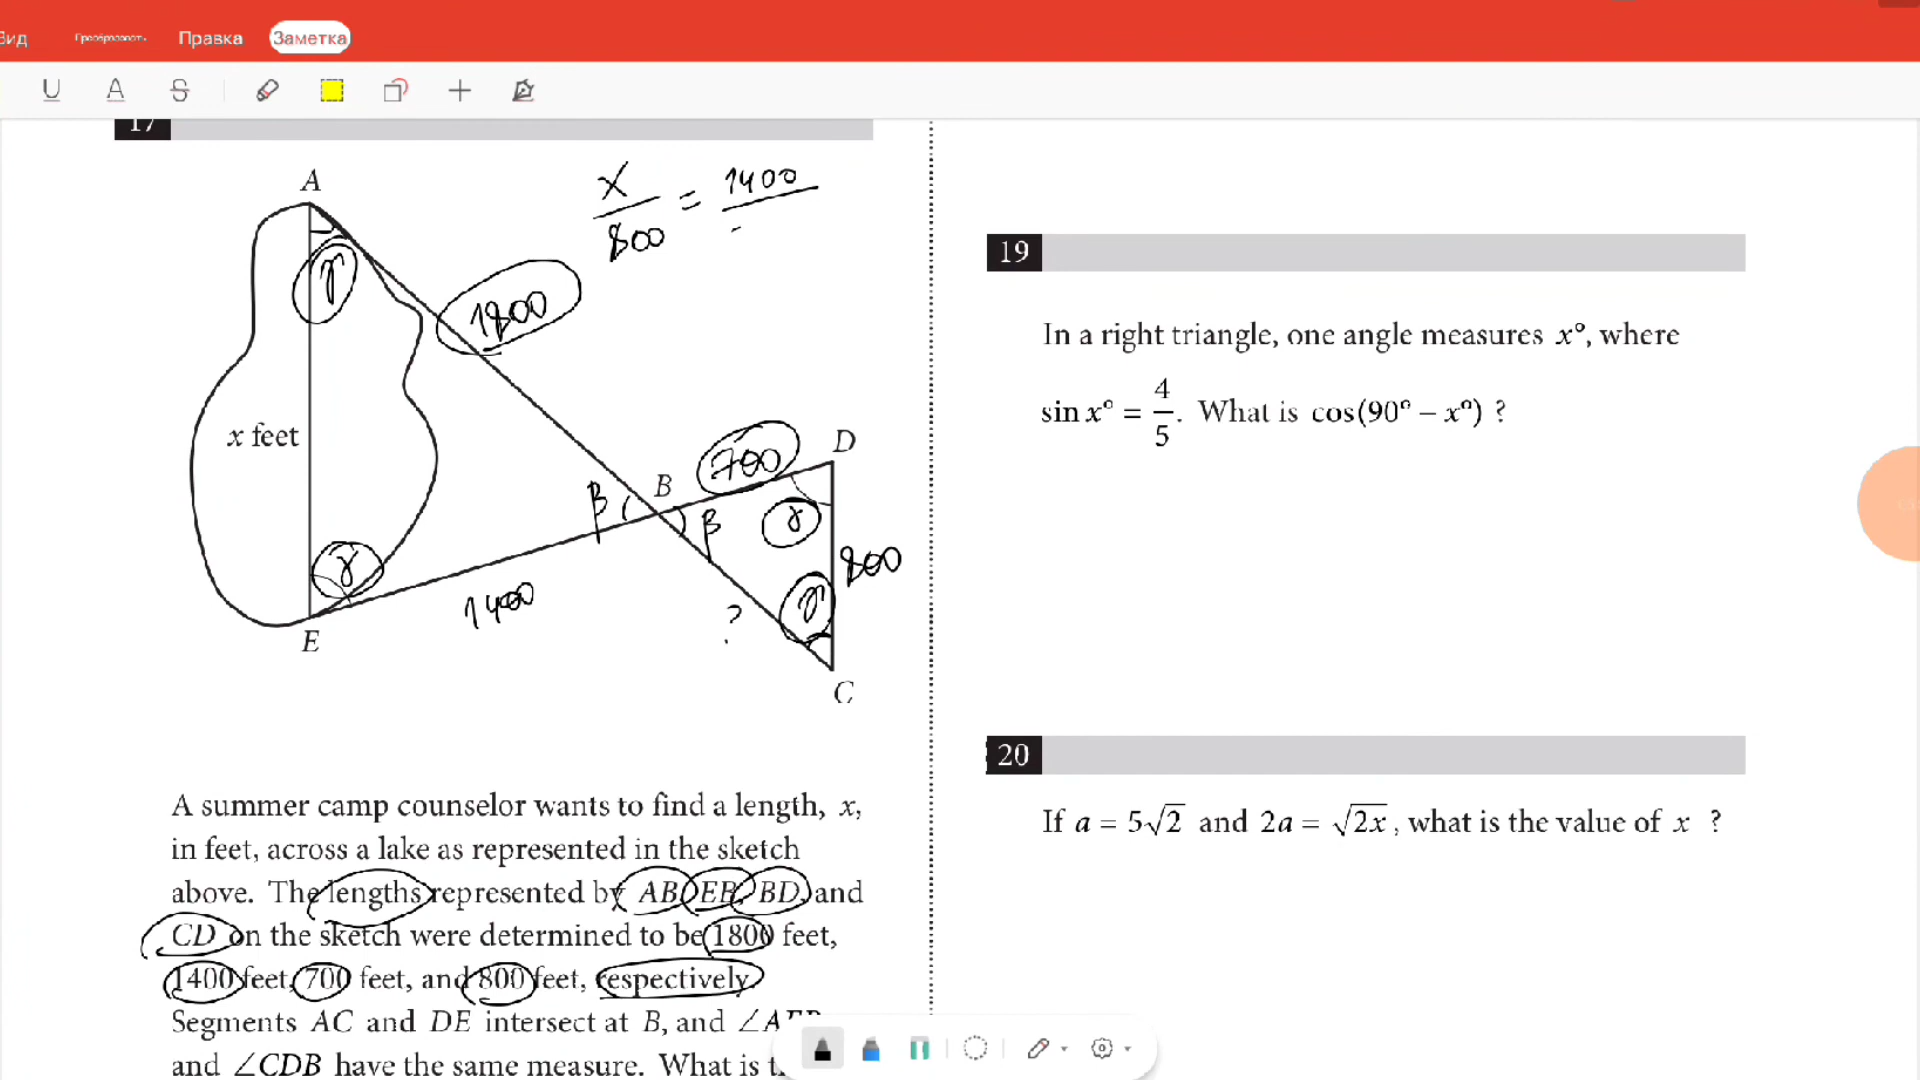 Вид Преобразовать Правка Заметка
U A S
17
A
x feet
E
B
D
C
x/800 = 1400/
1800
700
800
1400
?
β
β
γ
γ
A summer camp counselor wants to find a length, x,
in feet, across a lake as represented in the sketch
above. The lengths represented by AB, EB, BD, and
CD on the sketch were determined to be 1800 feet,
1400 feet, 700 feet, and 800 feet, respectively.
Segments AC and DE intersect at B, and ∠AEB
and ∠CDB have the same measure. What is t
19
In a right triangle, one angle measures x°, where
sin x° = 4/5. What is cos(90° − x°) ?
20
If a = 5√2 and 2a = √2x, what is the value of x ?